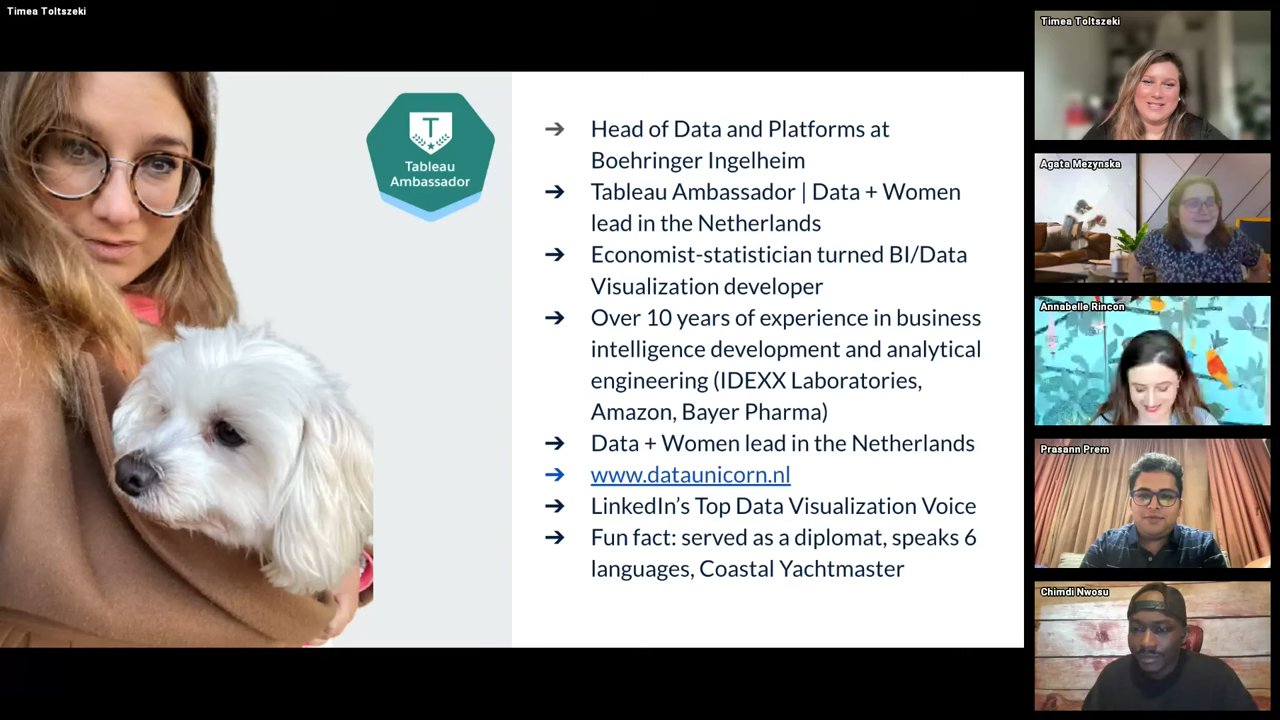 Timea Toltszeki
T
Tableau
Ambassador
➔ Head of Data and Platforms at
Boehringer Ingelheim
➔ Tableau Ambassador | Data + Women
lead in the Netherlands
➔ Economist-statistician turned BI/Data
Visualization developer
➔ Over 10 years of experience in business
intelligence development and analytical
engineering (IDEXX Laboratories,
Amazon, Bayer Pharma)
➔ Data + Women lead in the Netherlands
➔ www.dataunicorn.nl
➔ LinkedIn’s Top Data Visualization Voice
➔ Fun fact: served as a diplomat, speaks 6
languages, Coastal Yachtmaster
Timea Toltszeki
Agata Mezynska
Annabelle Rincon
Prasann Prem
Chimdi Nwosu